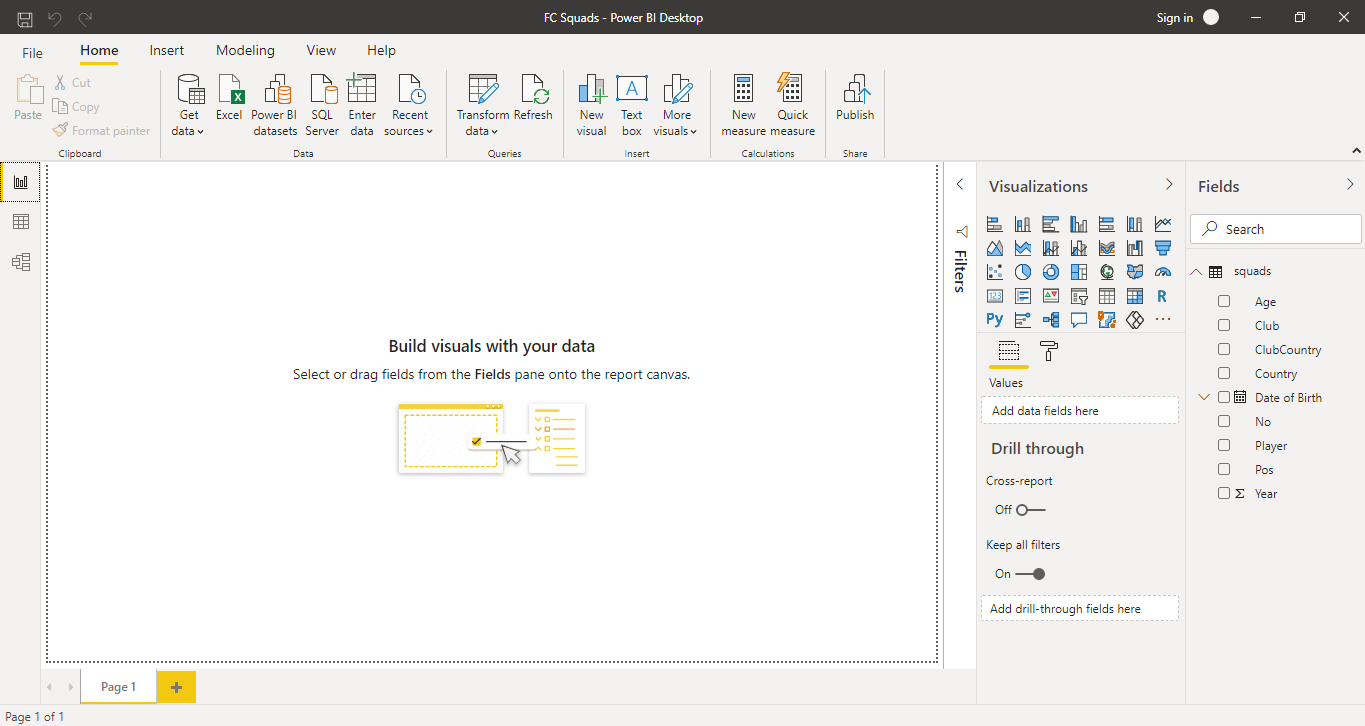 FC Squads - Power BI Desktop
Sign in
File
Home
Insert
Modeling
View
Help
Paste
Cut
Copy
Format painter
Clipboard
Get
data
Excel
Power BI
datasets
SQL
Server
Enter
data
Recent
sources
Data
Transform
data
Refresh
Queries
New
visual
A
Text
box
More
visuals
Insert
New
measure
Quick
measure
Calculations
Publish
Share
Build visuals with your data
Select or drag fields from the Fields pane onto the report canvas.
Filters
Visualizations
123
R
Py
Values
Add data fields here
Drill through
Cross-report
Off
Keep all filters
On
Add drill-through fields here
Fields
Search
squads
Age
Club
ClubCountry
Country
Date of Birth
No
Player
Pos
Σ Year
Page 1
Page 1 of 1